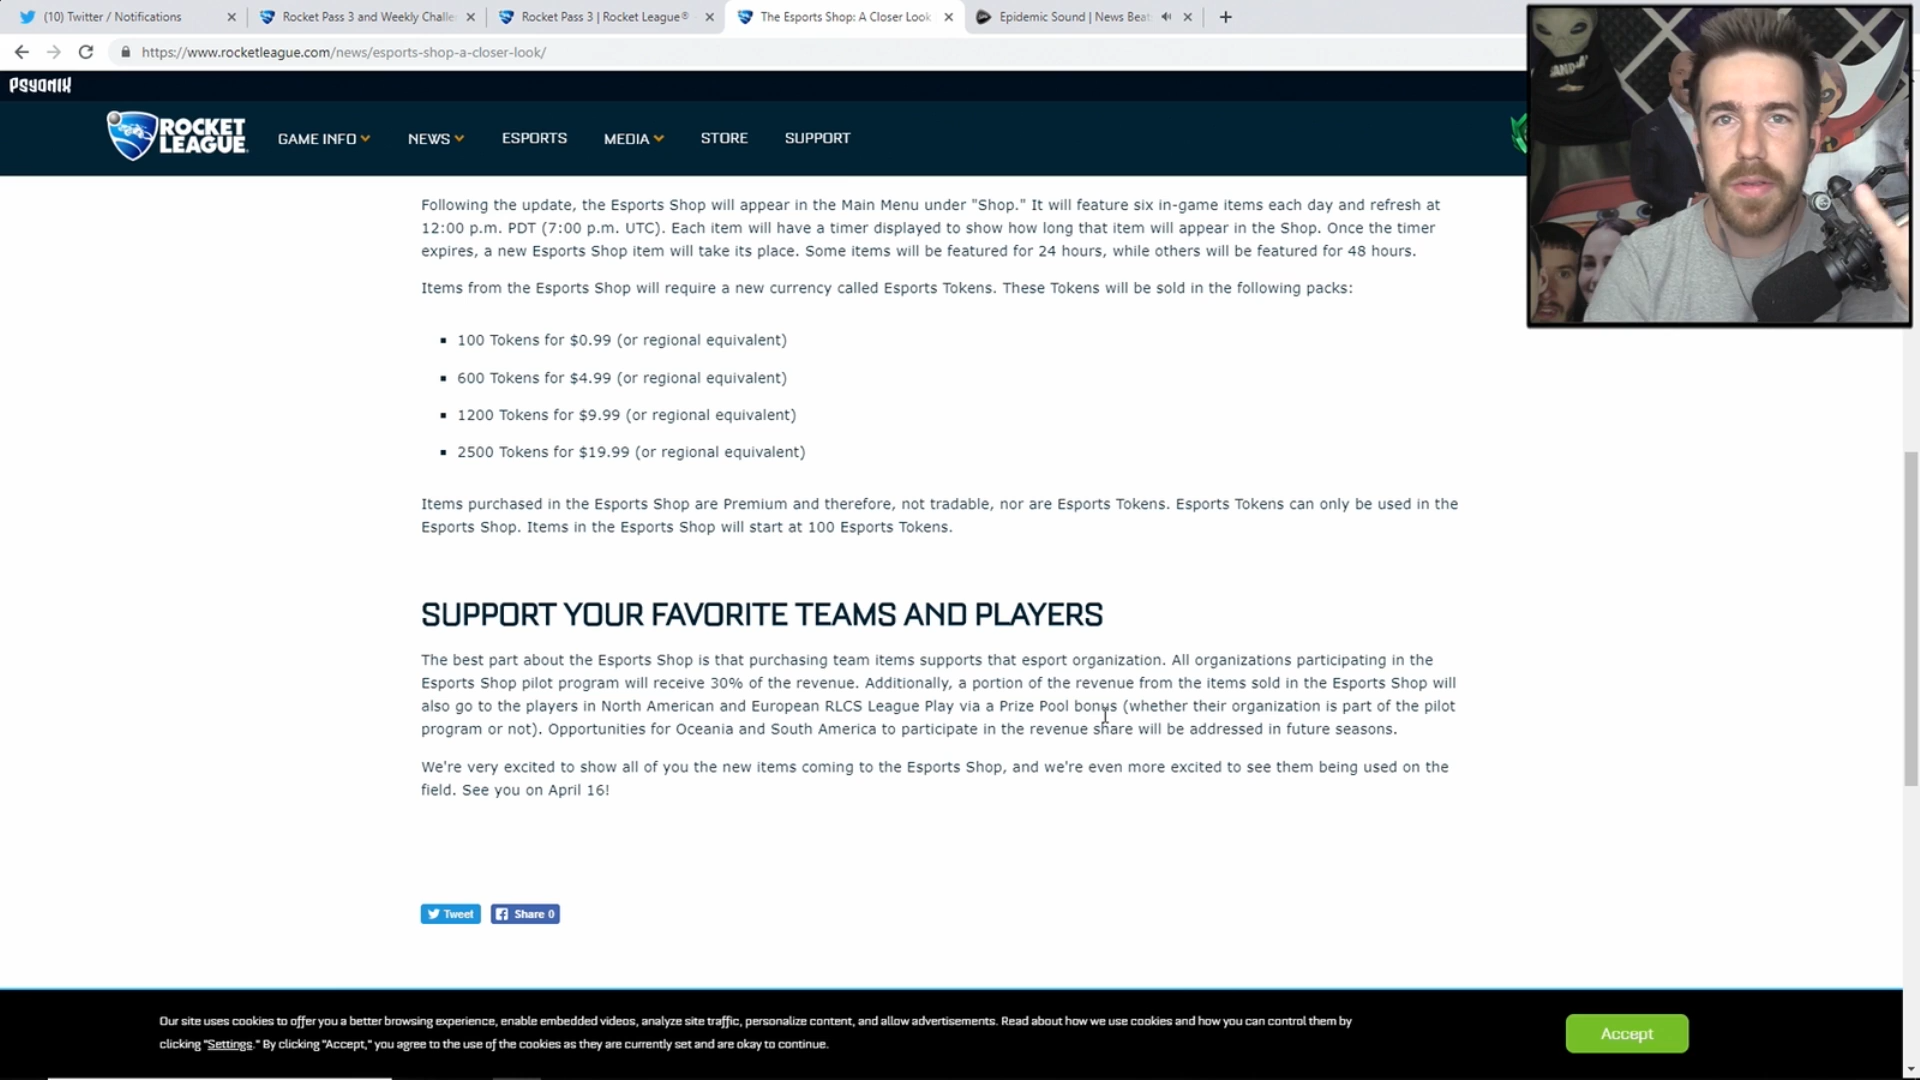 (10) Twitter / Notifications
Rocket Pass 3 and Weekly Challe
Rocket Pass 3 | Rocket League®
The Esports Shop: A Closer Look
Epidemic Sound | News Beat
https://www.rocketleague.com/news/esports-shop-a-closer-look/
PSYONIX
ROCKET LEAGUE
GAME INFO
NEWS
ESPORTS
MEDIA
STORE
SUPPORT
Following the update, the Esports Shop will appear in the Main Menu under "Shop." It will feature six in-game items each day and refresh at
12:00 p.m. PDT (7:00 p.m. UTC). Each item will have a timer displayed to show how long that item will appear in the Shop. Once the timer
expires, a new Esports Shop item will take its place. Some items will be featured for 24 hours, while others will be featured for 48 hours.
Items from the Esports Shop will require a new currency called Esports Tokens. These Tokens will be sold in the following packs:
100 Tokens for $0.99 (or regional equivalent)
600 Tokens for $4.99 (or regional equivalent)
1200 Tokens for $9.99 (or regional equivalent)
2500 Tokens for $19.99 (or regional equivalent)
Items purchased in the Esports Shop are Premium and therefore, not tradable, nor are Esports Tokens. Esports Tokens can only be used in the
Esports Shop. Items in the Esports Shop will start at 100 Esports Tokens.
SUPPORT YOUR FAVORITE TEAMS AND PLAYERS
The best part about the Esports Shop is that purchasing team items supports that esport organization. All organizations participating in the
Esports Shop pilot program will receive 30% of the revenue. Additionally, a portion of the revenue from the items sold in the Esports Shop will
also go to the players in North American and European RLCS League Play via a Prize Pool bonus (whether their organization is part of the pilot
program or not). Opportunities for Oceania and South America to participate in the revenue share will be addressed in future seasons.
We're very excited to show all of you the new items coming to the Esports Shop, and we're even more excited to see them being used on the
field. See you on April 16!
Tweet
Share 0
Our site uses cookies to offer you a better browsing experience, enable embedded videos, analyze site traffic, personalize content, and allow advertisements. Read about how we use cookies and how you can control them by
clicking "Settings." By clicking "Accept," you agree to the use of the cookies as they are currently set and are okay to continue.
Accept